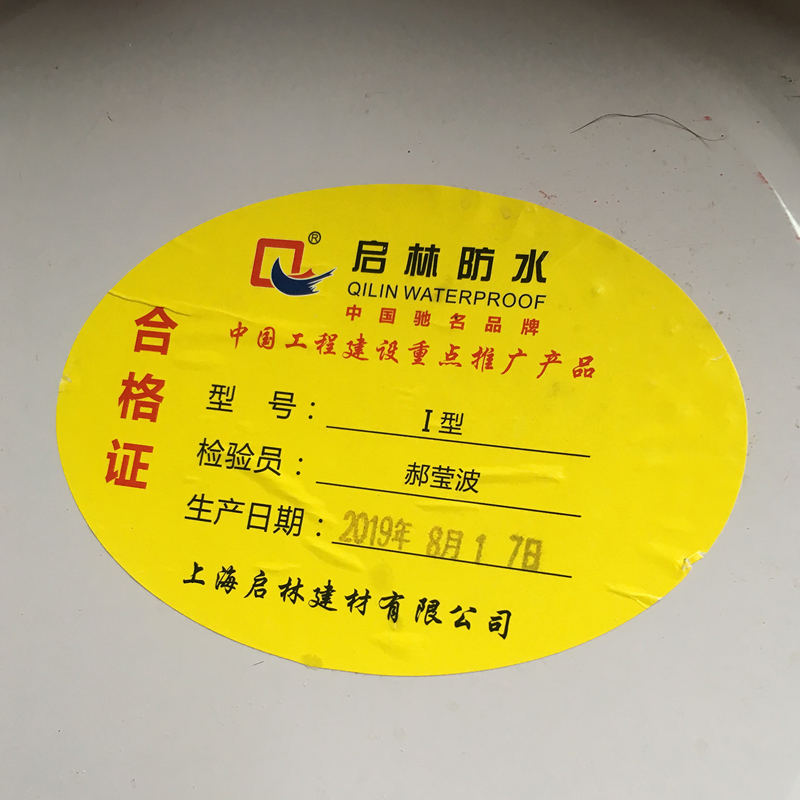 ®
启林防水
QILIN WATERPROOF
中国驰名品牌
中国工程建设重点推广产品
合格证
型 号： I型
检验员： 郝莹波
生产日期： 2019年 8月 1 7日
上海启林建材有限公司